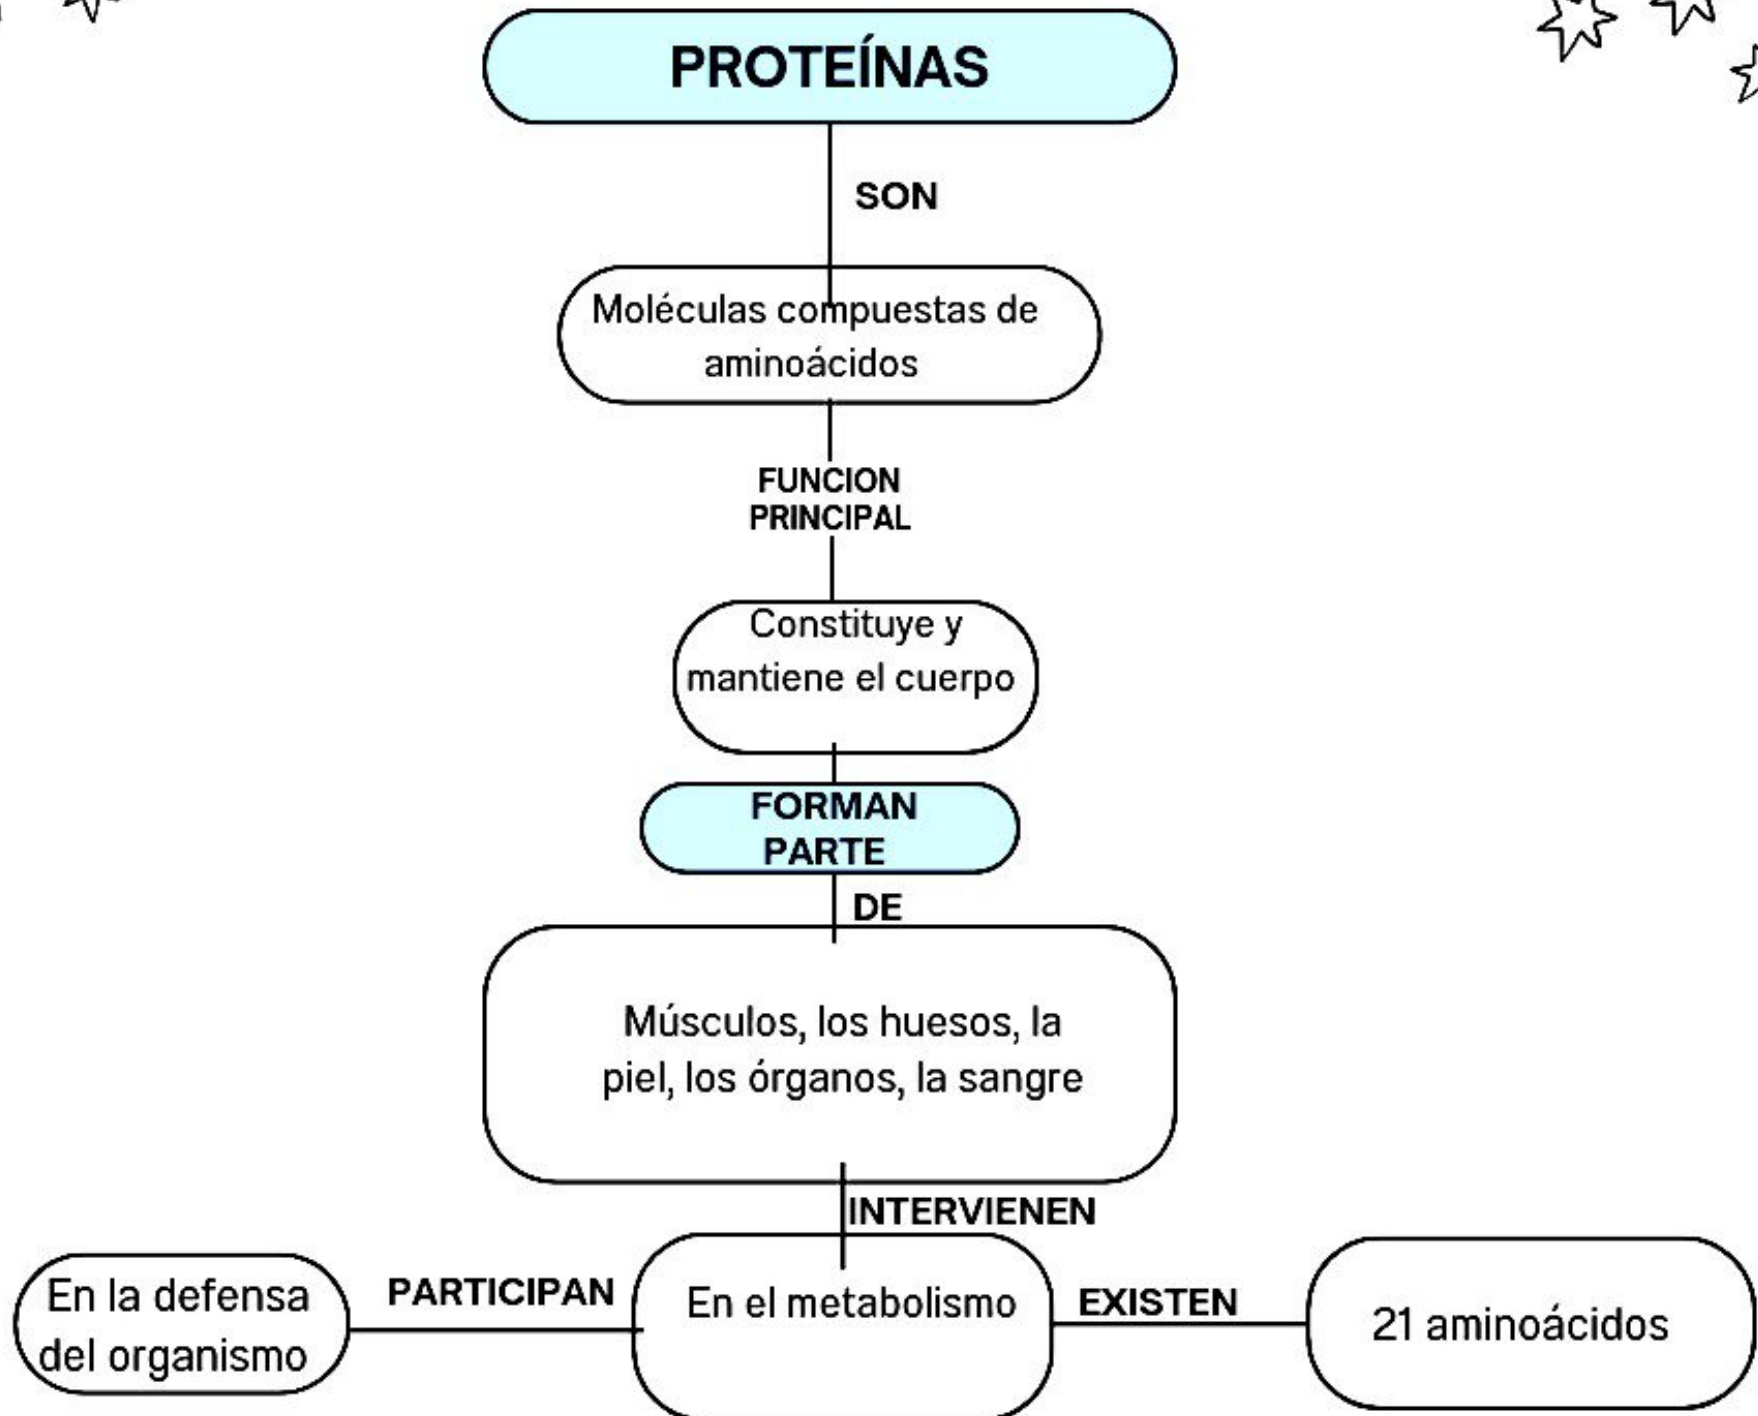 PROTEÍNAS
SON
Moléculas compuestas de
aminoácidos
FUNCION
PRINCIPAL
Constituye y
mantiene el cuerpo
FORMAN
PARTE
DE
Músculos, los huesos, la
piel, los órganos, la sangre
INTERVIENEN
En la defensa
del organismo
PARTICIPAN
En el metabolismo
EXISTEN
21 aminoácidos